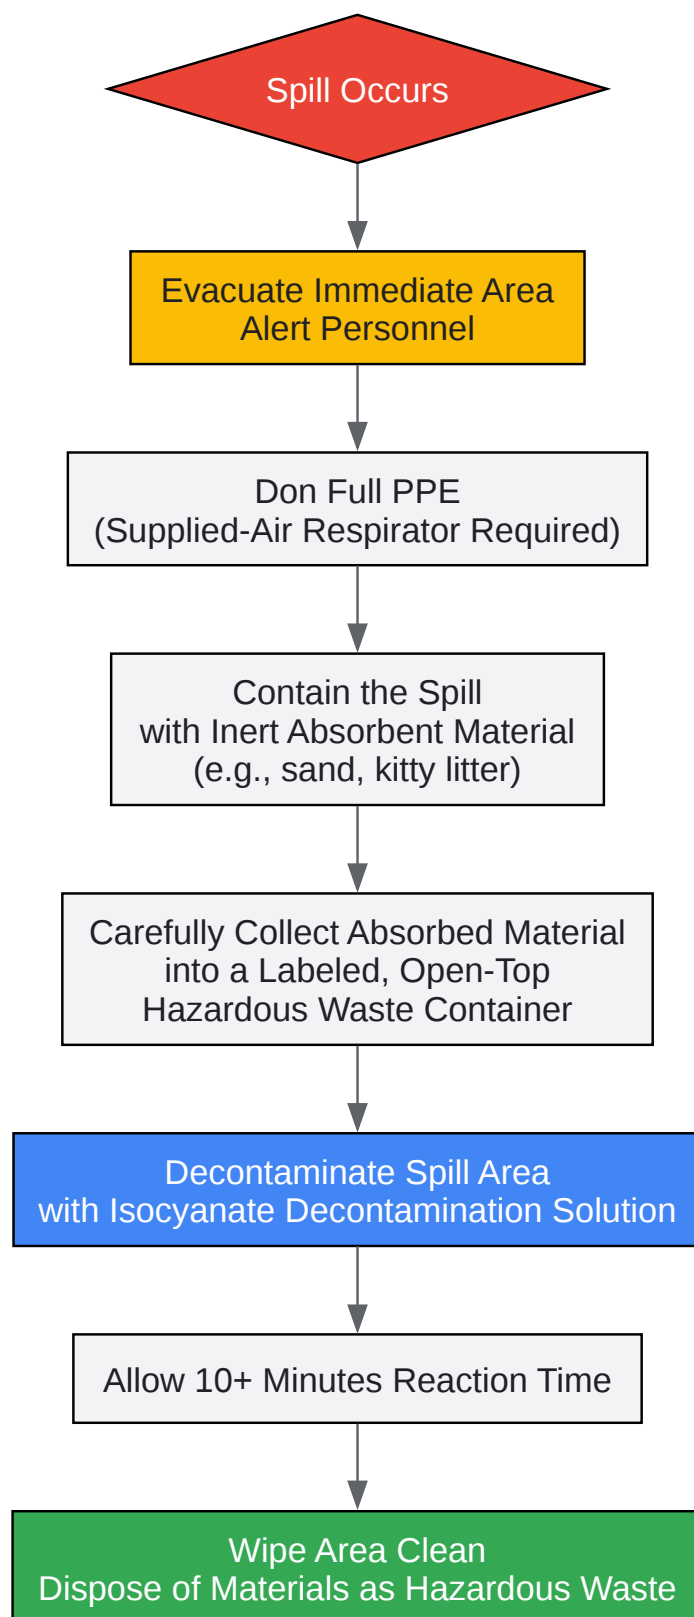 Spill Occurs
Evacuate Immediate Area
Alert Personnel
Don Full PPE
(Supplied-Air Respirator Required)
Contain the Spill
with Inert Absorbent Material
(e.g., sand, kitty litter)
Carefully Collect Absorbed Material
into a Labeled, Open-Top
Hazardous Waste Container
Decontaminate Spill Area
with Isocyanate Decontamination Solution
Allow 10+ Minutes Reaction Time
Wipe Area Clean
Dispose of Materials as Hazardous Waste